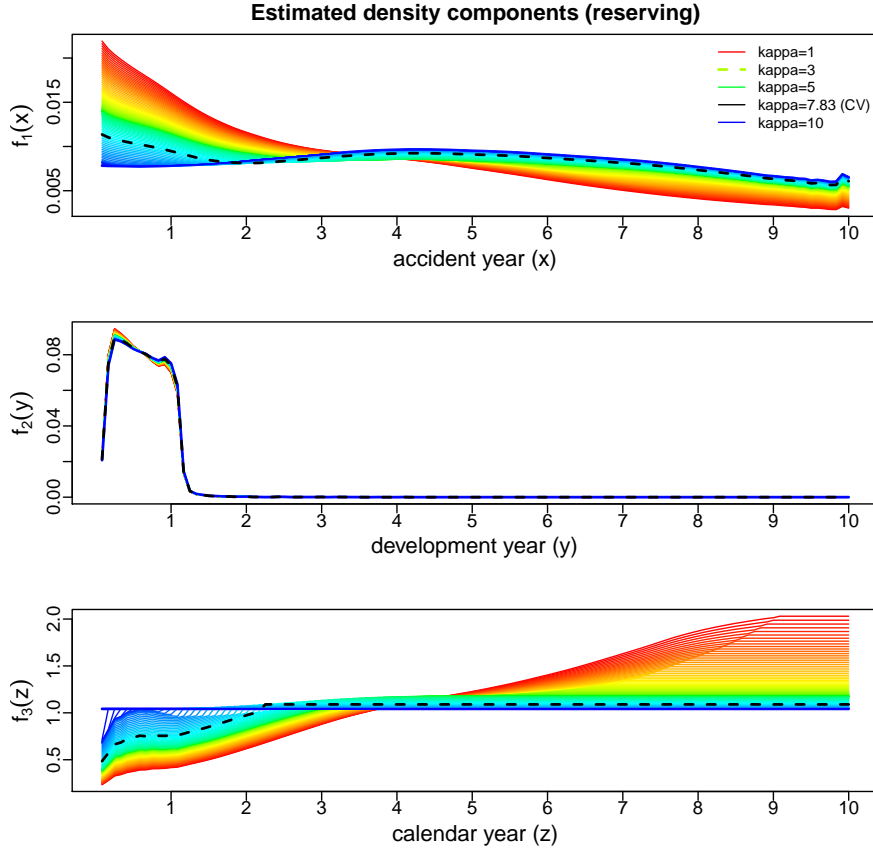 Estimated density components (reserving)
kappa=1
kappa=3
kappa=5
kappa=7.83 (CV)
kappa=10
f1(x)
0.005
0.015
1 2 3 4 5 6 7 8 9 10
accident year (x)
f2(y)
0.00
0.04
0.08
1 2 3 4 5 6 7 8 9 10
development year (y)
f3(z)
0.5
1.0
1.5
2.0
1 2 3 4 5 6 7 8 9 10
calendar year (z)